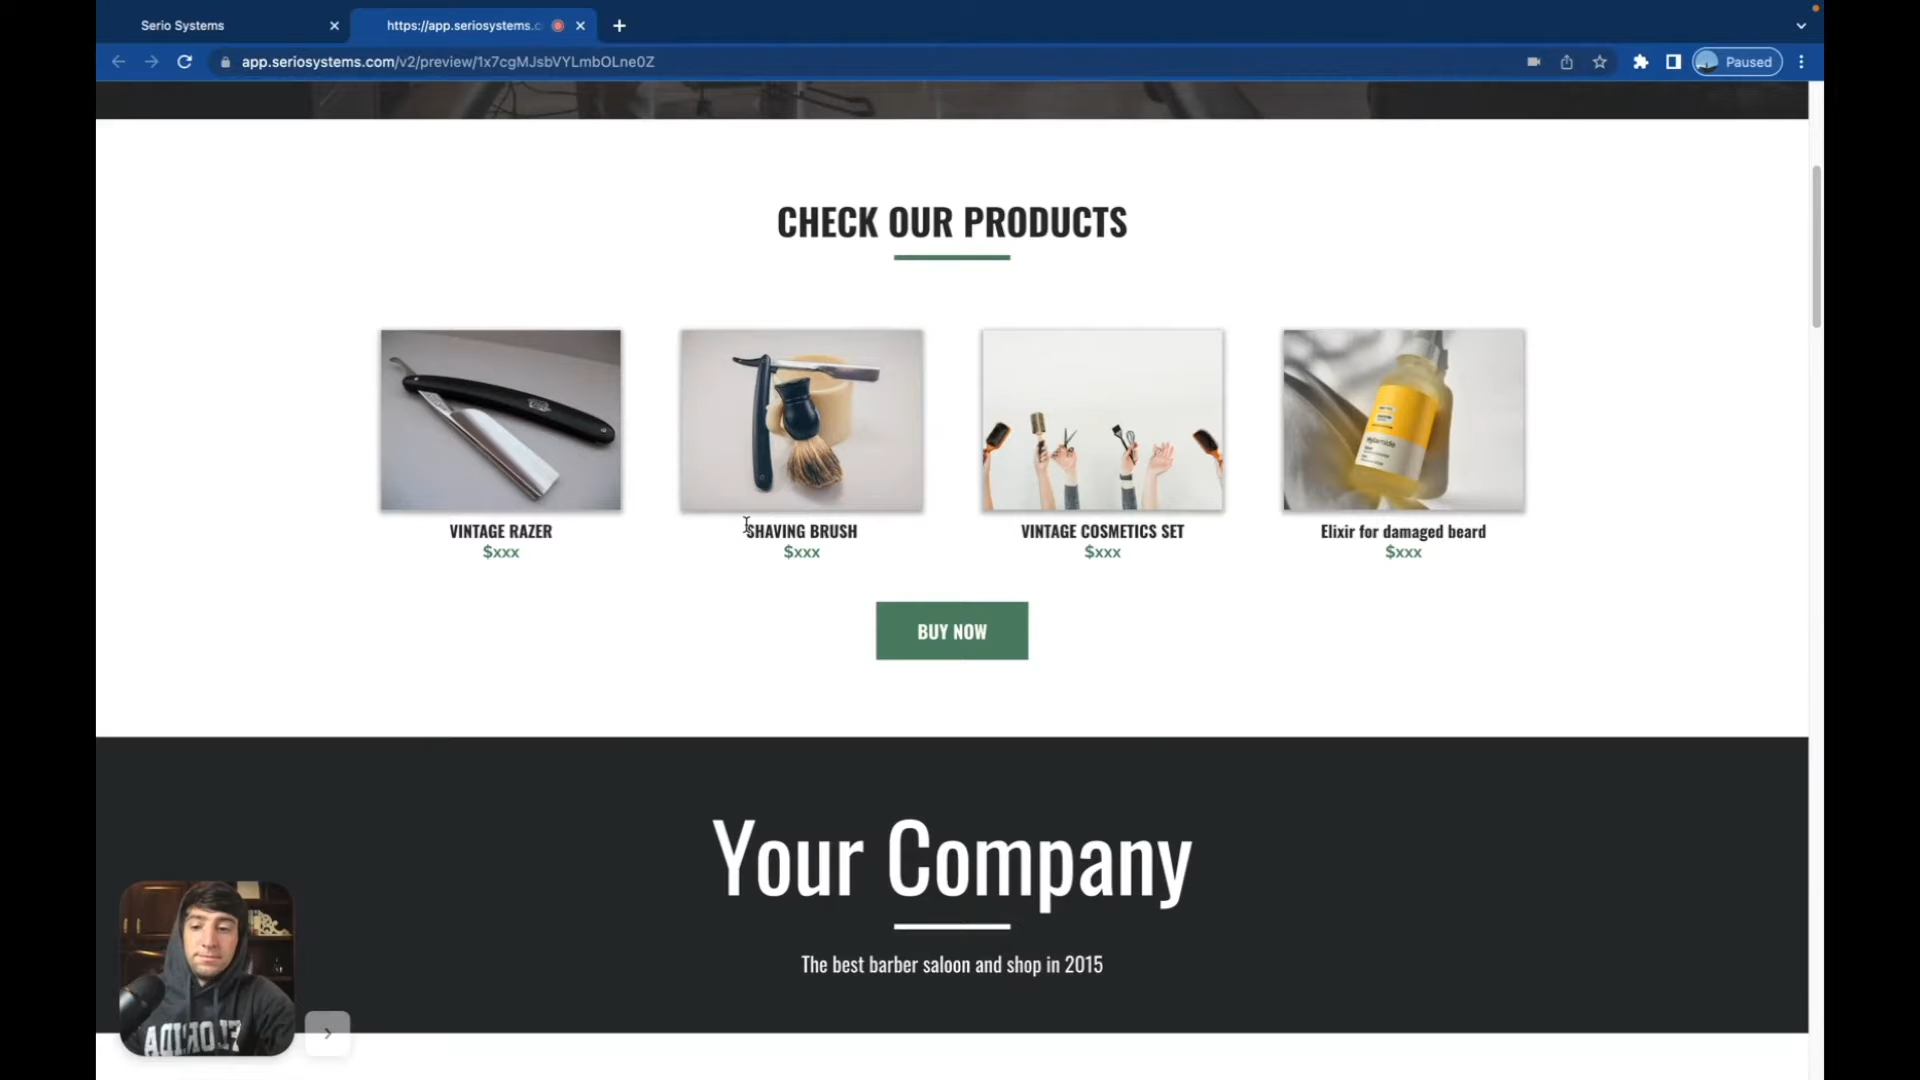 Serio Systems
https://app.seriosystems.c
app.seriosystems.com/v2/preview/1x7cgMJsbVYLmbOLne0Z
Paused
CHECK OUR PRODUCTS
VINTAGE RAZER
$xxx
SHAVING BRUSH
$xxx
VINTAGE COSMETICS SET
$xxx
Elixir for damaged beard
$xxx
BUY NOW
Your Company
The best barber saloon and shop in 2015
FLORIDA